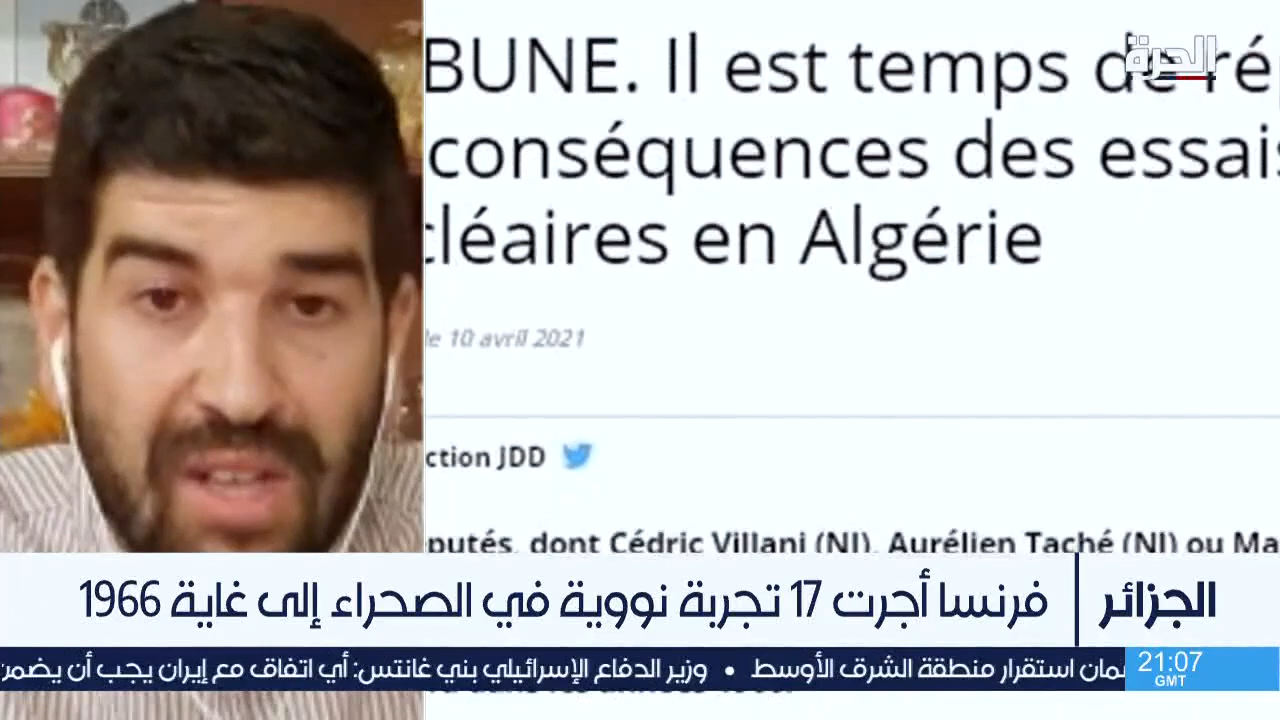 BUNE. Il est temps de rép
الحرة
conséquences des essais
cléaires en Algérie
le 10 avril 2021
ction JDD
putés, dont Cédric Villani (NI), Aurélien Taché (NI) ou Ma
الجزائر
فرنسا أجرت 17 تجربة نووية في الصحراء إلى غاية 1966
مان استقرار منطقة الشرق الأوسط • وزير الدفاع الإسرائيلي بني غانتس: أي اتفاق مع إيران يجب أن يضمن
21:07
GMT